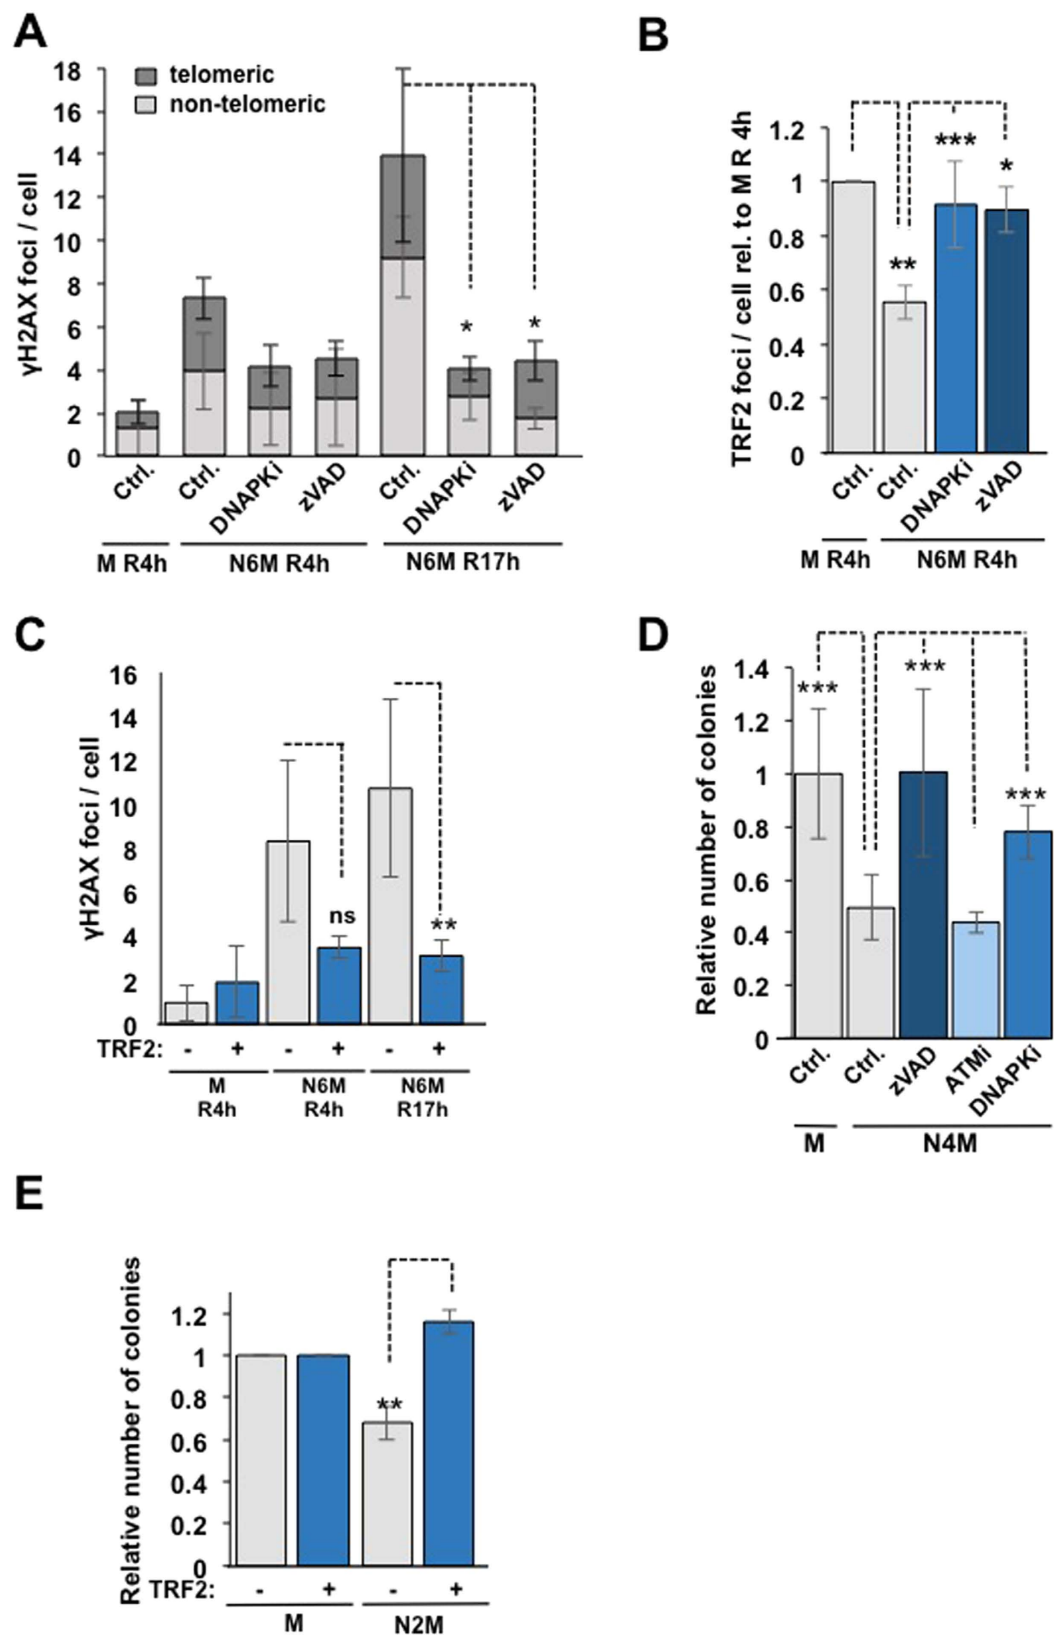 A
γH2AX foci / cell
18
16
14
12
10
8
6
4
2
0
telomeric
non-telomeric
*
*
Ctrl.
Ctrl.
DNAPKi
zVAD
Ctrl.
DNAPKi
zVAD
M R4h
N6M R4h
N6M R17h
B
TRF2 foci / cell rel. to M R 4h
1.2
1
0.8
0.6
0.4
0.2
0
**
***
*
Ctrl.
Ctrl.
DNAPKi
zVAD
M R4h
N6M R4h
C
γH2AX foci / cell
16
14
12
10
8
6
4
2
0
ns
**
TRF2: - + - + - +
M
R4h
N6M
R4h
N6M
R17h
D
Relative number of colonies
1.4
1.2
1
0.8
0.6
0.4
0.2
0
***
***
***
Ctrl.
Ctrl.
zVAD
ATMi
DNAPKi
M
N4M
E
Relative number of colonies
1.2
1
0.8
0.6
0.4
0.2
0
**
TRF2: - + - +
M
N2M